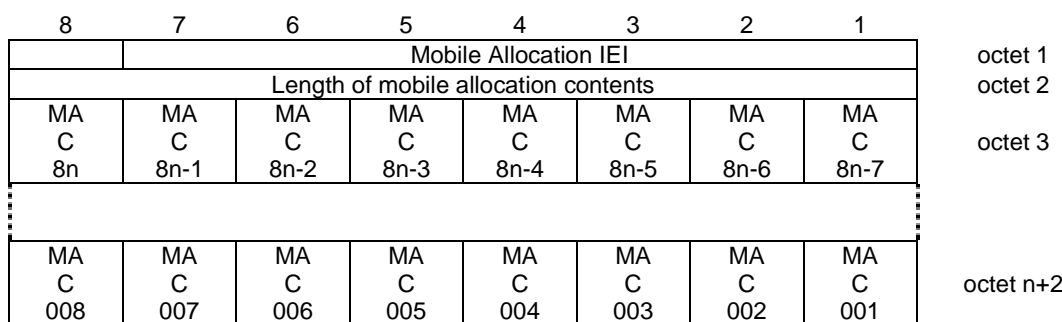 8 7 6 5 4 3 2 1
Mobile Allocation IEI octet 1
Length of mobile allocation contents octet 2
MA MA MA MA MA MA MA MA
C C C C C C C C octet 3
8n 8n-1 8n-2 8n-3 8n-4 8n-5 8n-6 8n-7
MA MA MA MA MA MA MA MA
C C C C C C C C octet n+2
008 007 006 005 004 003 002 001